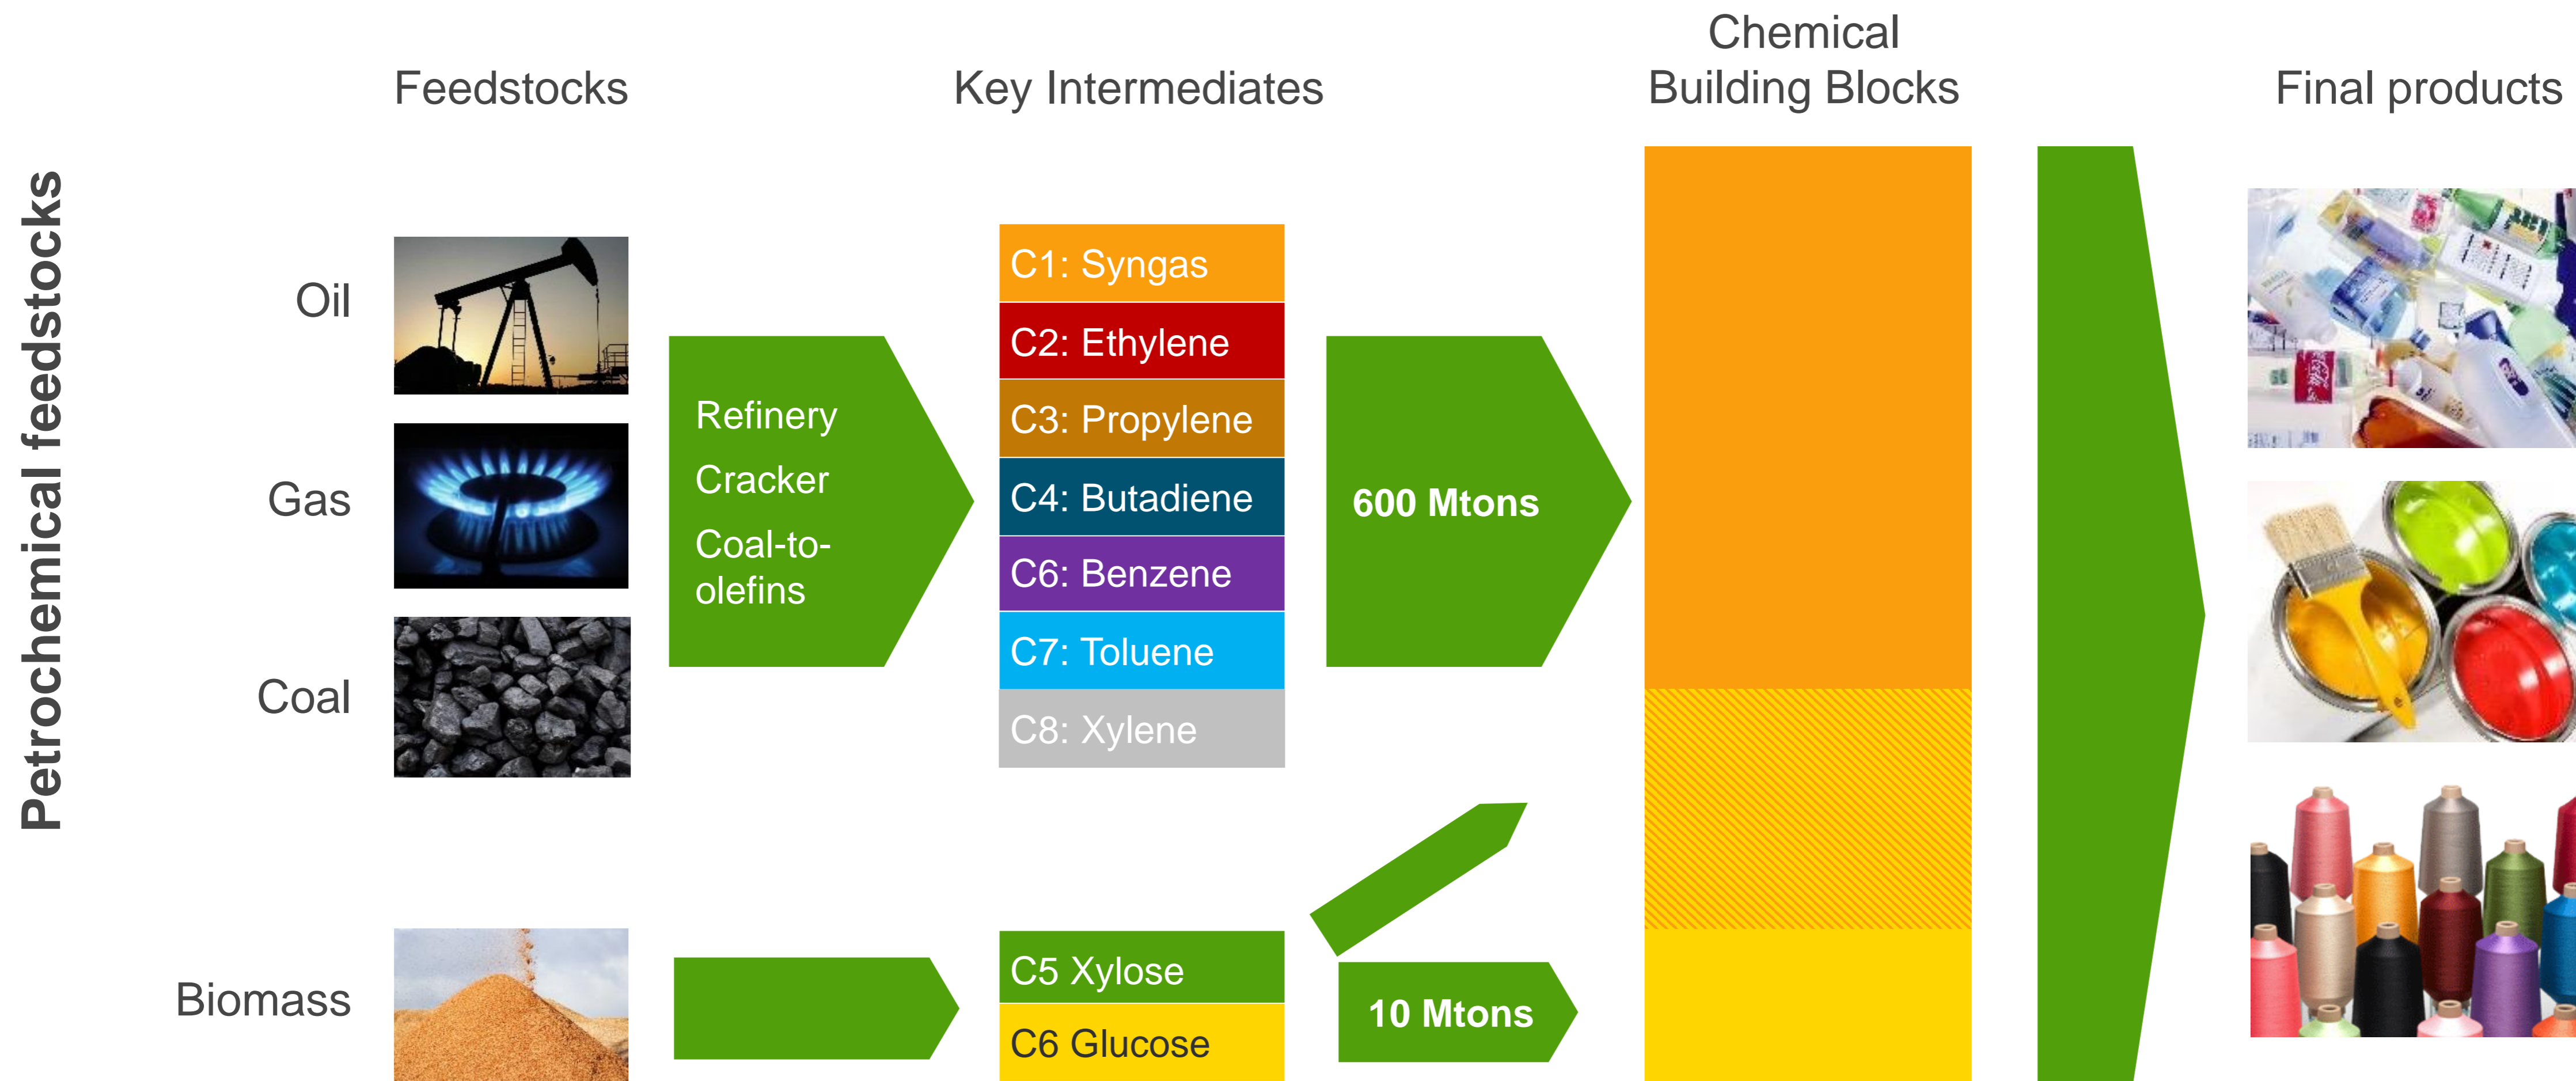 Feedstocks
Key Intermediates
Chemical
Building Blocks
Final products
Petrochemical feedstocks
Oil
Gas
Coal
Refinery
Cracker
Coal-to-
olefins
C1: Syngas
C2: Ethylene
C3: Propylene
C4: Butadiene
C6: Benzene
C7: Toluene
C8: Xylene
600 Mtons
Biomass
C5 Xylose
C6 Glucose
10 Mtons